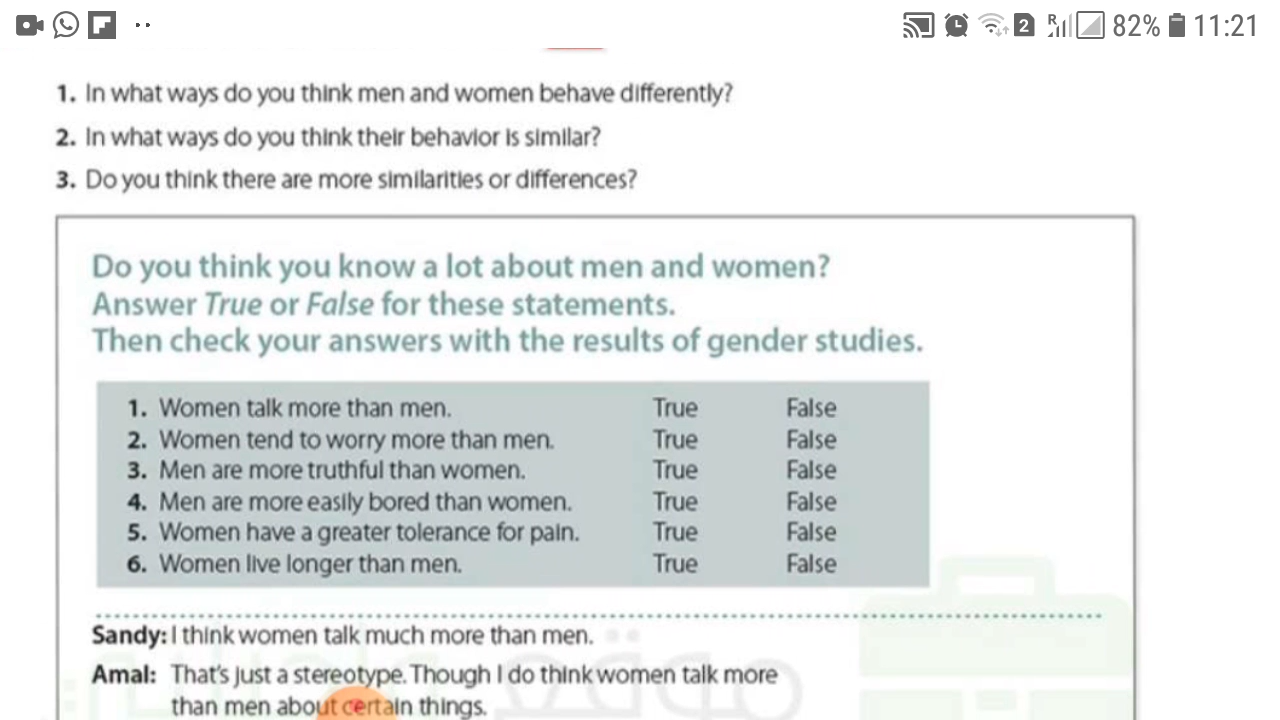 2 R 82% 11:21
1. In what ways do you think men and women behave differently?
2. In what ways do you think their behavior is similar?
3. Do you think there are more similarities or differences?
Do you think you know a lot about men and women?
Answer True or False for these statements.
Then check your answers with the results of gender studies.
1. Women talk more than men. True False
2. Women tend to worry more than men. True False
3. Men are more truthful than women. True False
4. Men are more easily bored than women. True False
5. Women have a greater tolerance for pain. True False
6. Women live longer than men. True False
Sandy: I think women talk much more than men.
Amal: That's just a stereotype. Though I do think women talk more
than men about certain things.
موقع